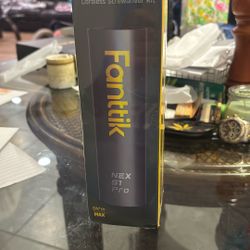 Cordless Screwdriver Kit
Fanttik
NEX
S1
Pro
MAX